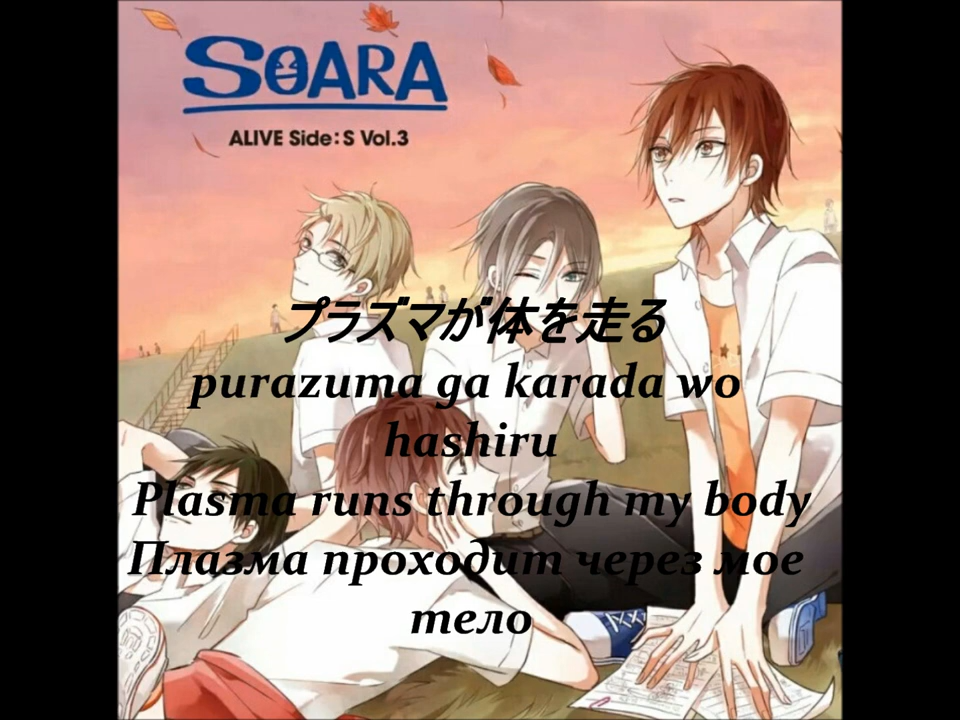 SOARA
ALIVE Side:S Vol.3
プラズマが体を走る
purazuma ga karada wo
hashiru
Plasma runs through my body
Плазма проходит через мое
тело